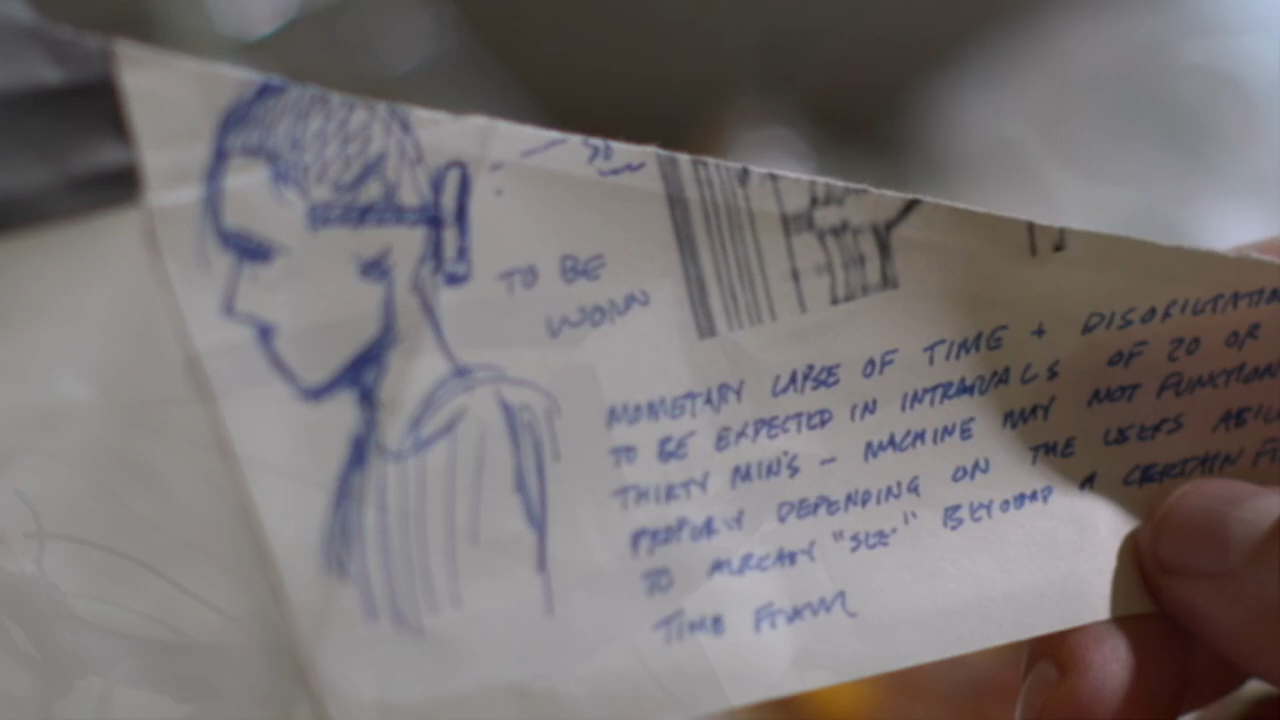 TO BE
WORN
MOMETARY LAPSE OF TIME + DISORIENTATION
TO BE EXPECTED IN INTRAVALS OF 20 OR
THIRTY MIN'S - MACHINE MAY NOT FUNCTION
PROPERLY DEPENDING ON THE USERS
TO ALREADY "SEE" BEYOND A CERTAIN
TIME FRAME